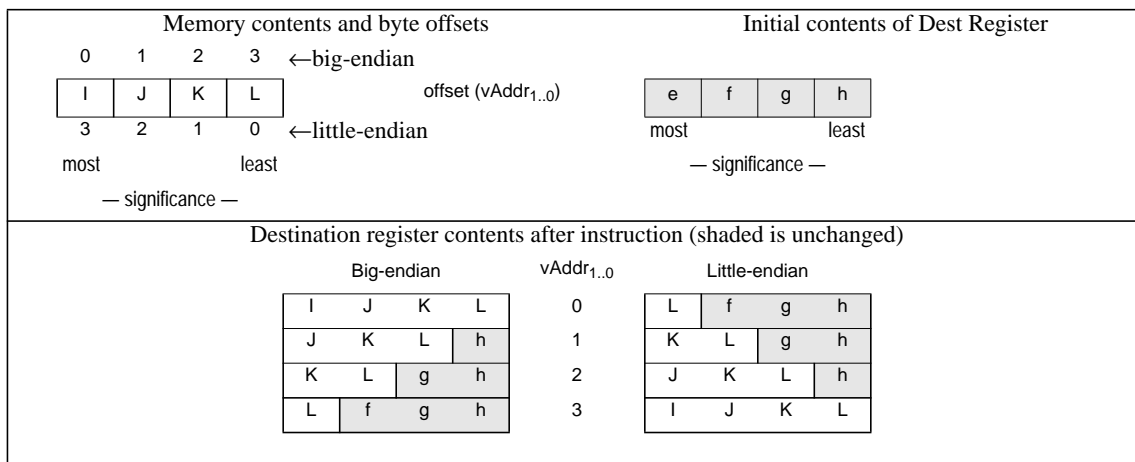 Memory contents and byte offsets
Initial contents of Dest Register
0 1 2 3 ←big-endian
I J K L
offset (vAddr1..0)
e f g h
3 2 1 0 ←little-endian
most least
most least
— significance —
— significance —
Destination register contents after instruction (shaded is unchanged)
Big-endian vAddr1..0 Little-endian
I J K L 0 L f g h
J K L h 1 K L g h
K L g h 2 J K L h
L f g h 3 I J K L